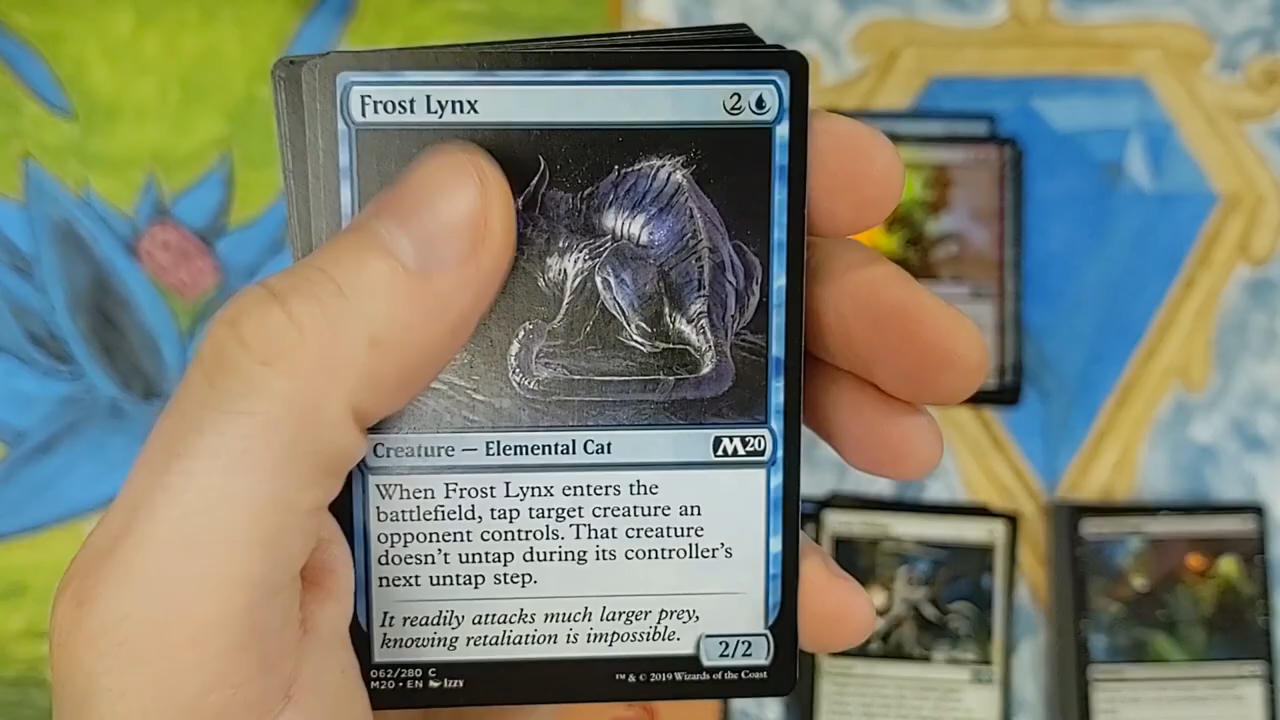 Frost Lynx 2
Creature — Elemental Cat M20
When Frost Lynx enters the
battlefield, tap target creature an
opponent controls. That creature
doesn't untap during its controller's
next untap step.
It readily attacks much larger prey,
knowing retaliation is impossible.
2/2
062/280 C
M20 • EN Izzy
™ & © 2019 Wizards of the Coast